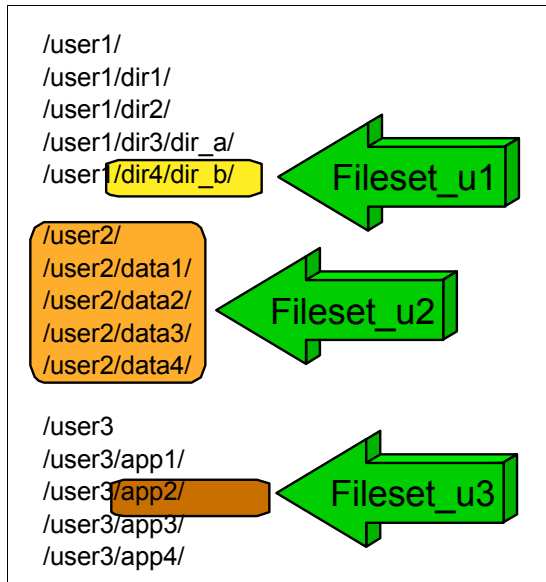 /user1/
/user1/dir1/
/user1/dir2/
/user1/dir3/dir_a/
/user1/dir4/dir_b/
Fileset_u1
/user2/
/user2/data1/
/user2/data2/
/user2/data3/
/user2/data4/
Fileset_u2
/user3
/user3/app1/
/user3/app2/
/user3/app3/
/user3/app4/
Fileset_u3